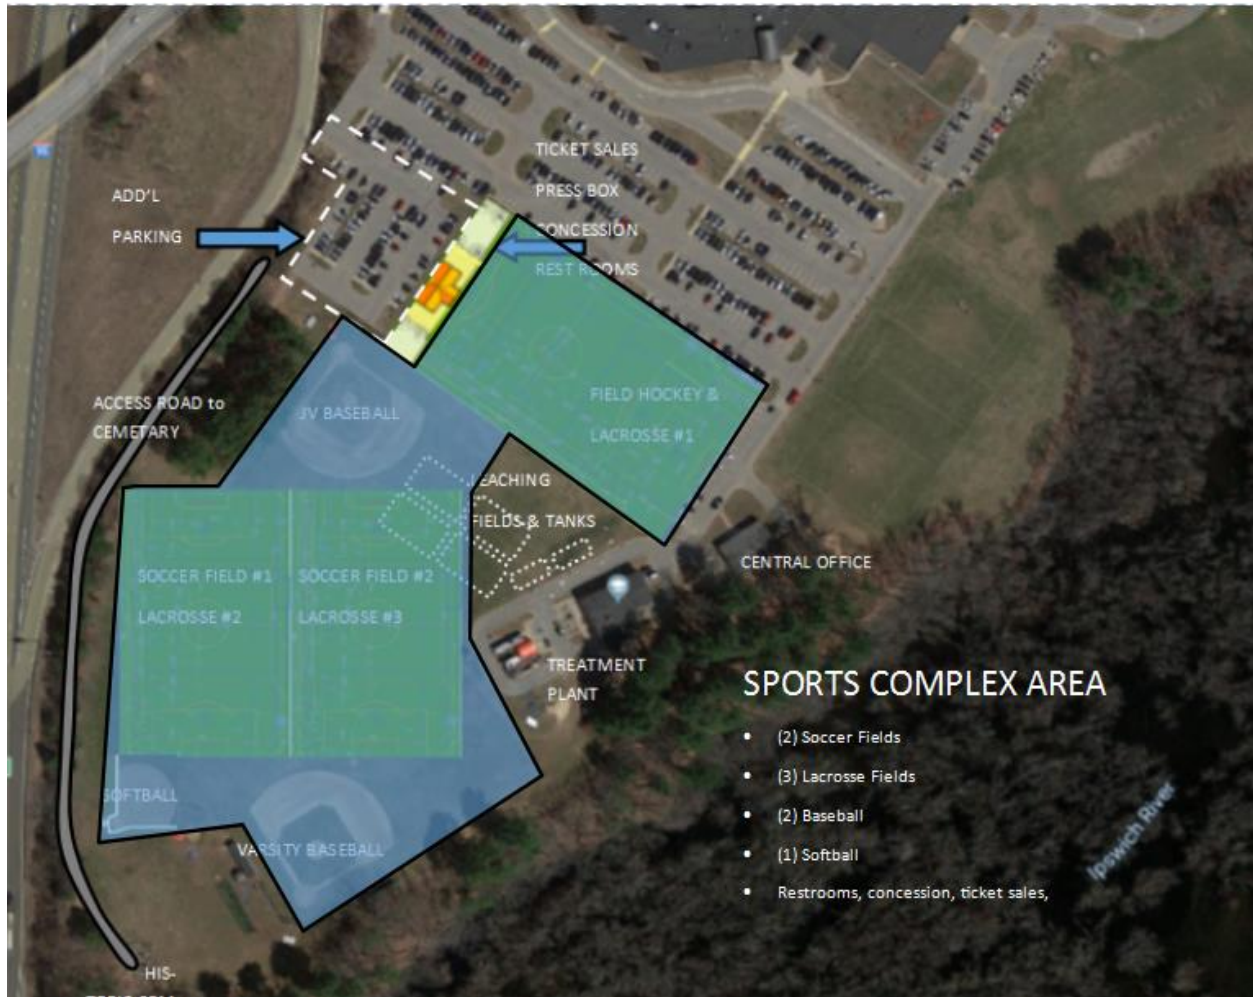 TICKET SALES
PRESS BOX
CONCESSION
REST ROOMS
ADD'L
PARKING
ACCESS ROAD to
CEMETARY
JV BASEBALL
FIELD HOCKEY &
LACROSSE #1
LEACHING
FIELDS & TANKS
SOCCER FIELD #1
LACROSSE #2
SOCCER FIELD #2
LACROSSE #3
CENTRAL OFFICE
TREATMENT
PLANT
SPORTS COMPLEX AREA
• (2) Soccer Fields
• (3) Lacrosse Fields
• (2) Baseball
• (1) Softball
• Restrooms, concession, ticket sales,
SOFTBALL
VARSITY BASEBALL
Ipswich River
HIS-